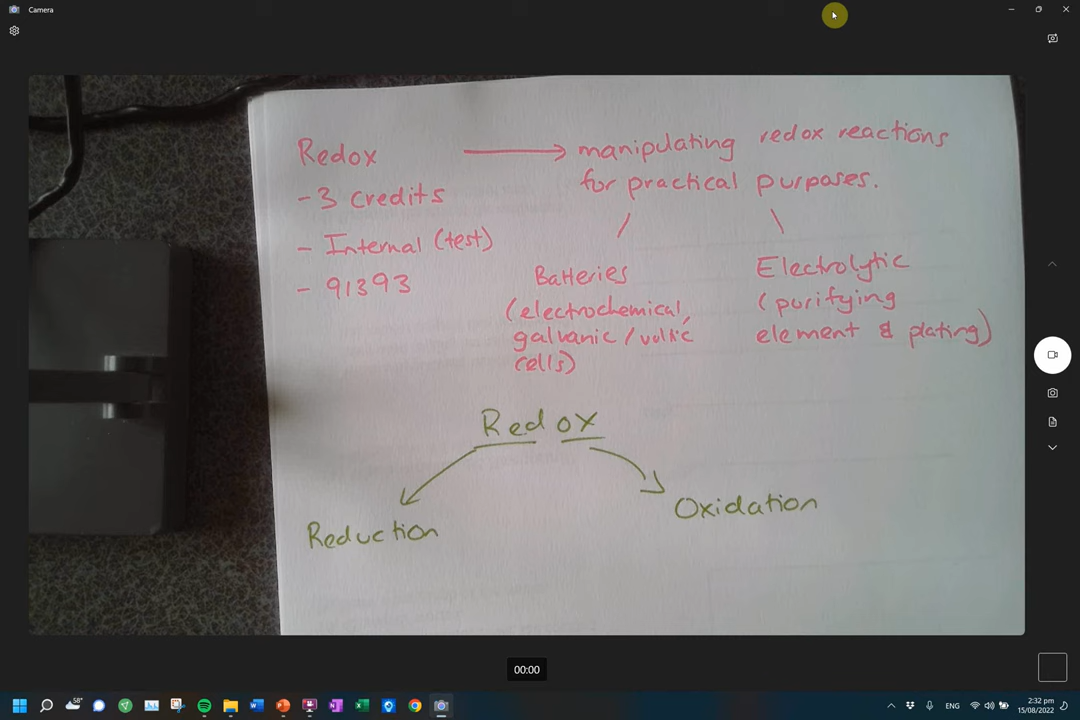 Camera
Redox → manipulating redox reactions
for practical purposes.
- 3 credits
- Internal (test)
- 91393
Batteries
(electrochemical,
galvanic / voltic
cells)
Electrolytic
(purifying
element & plating)
Redox
Reduction
Oxidation
00:00
58°
ENG
2:32 pm
15/08/2022